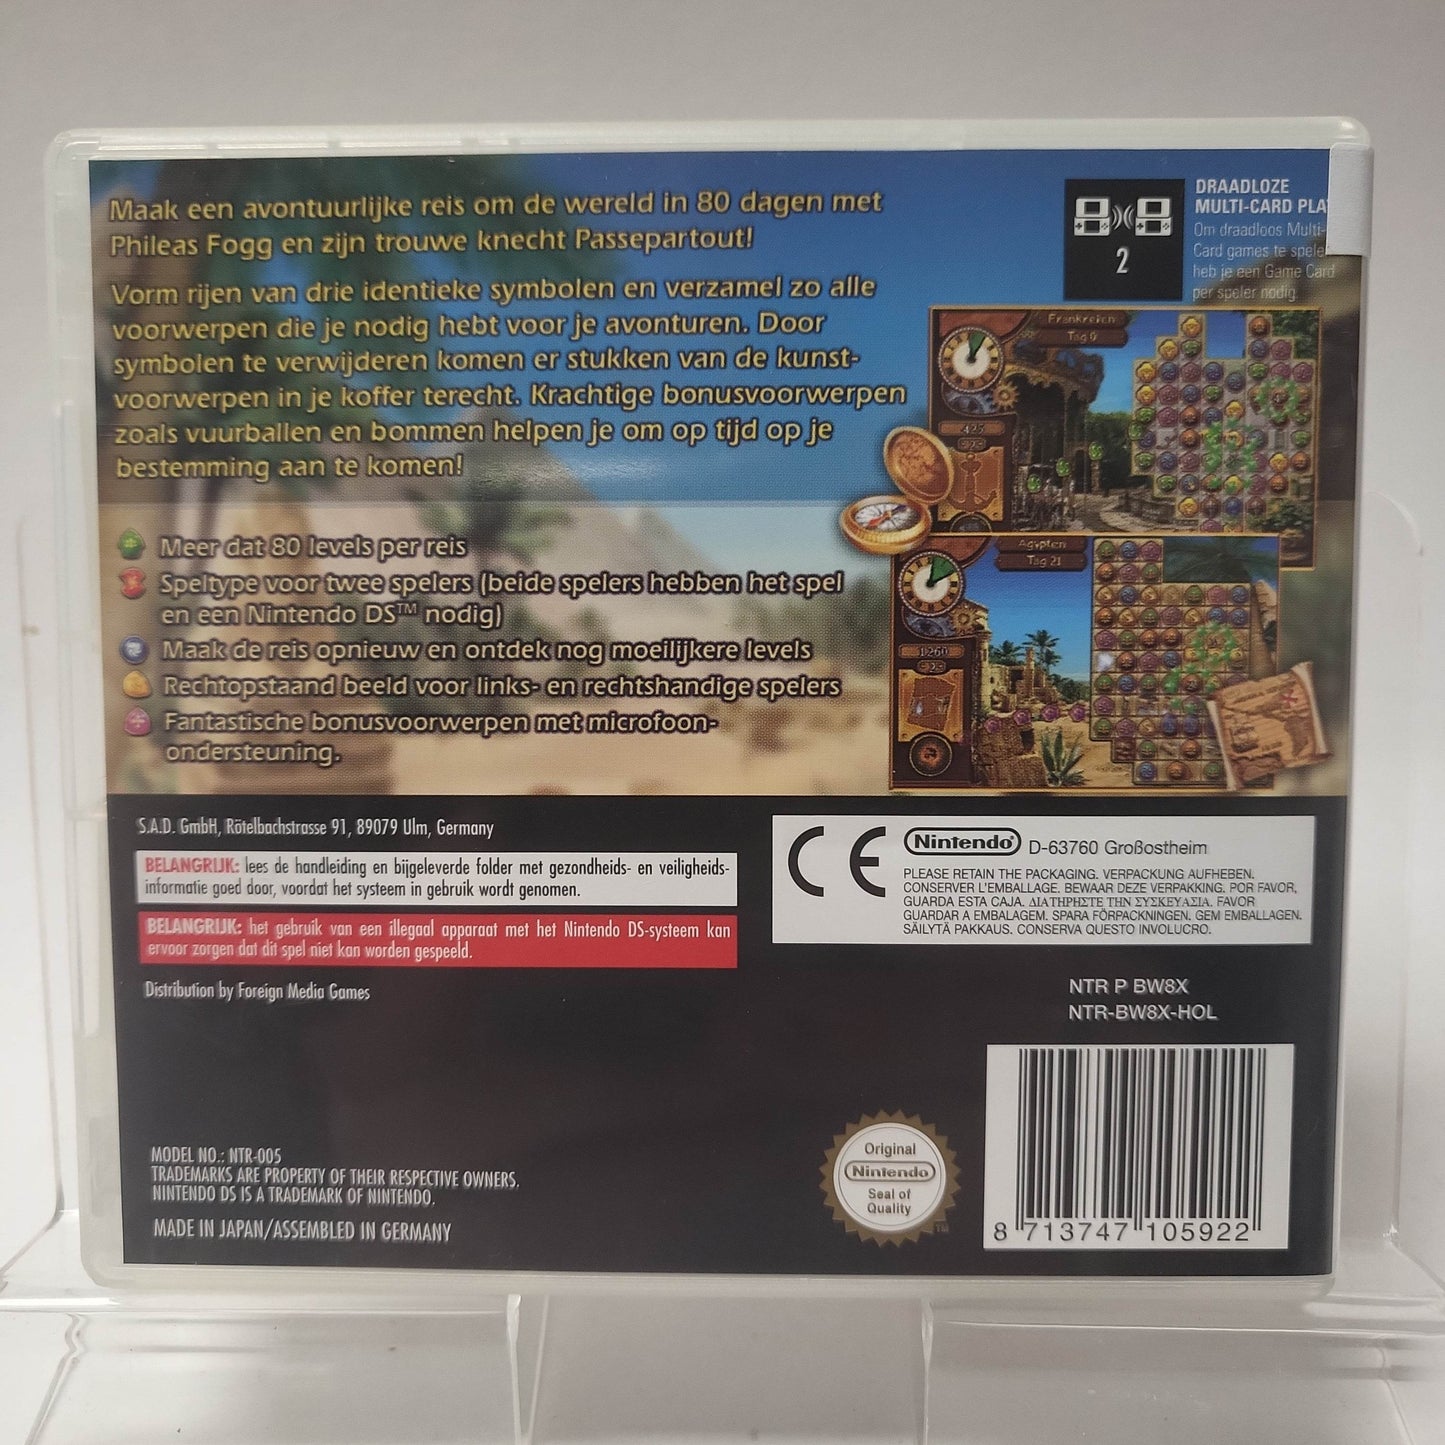 Maak een avontuurlijke reis om de wereld in 80 dagen met
Phileas Fogg en zijn trouwe knecht Passepartout!
Vorm rijen van drie identieke symbolen en verzamel zo alle
voorwerpen die je nodig hebt voor je avonturen. Door
symbolen te verwijderen komen er stukken van de kunst-
voorwerpen in je koffer terecht. Krachtige bonusvoorwerpen
zoals vuurballen en bommen helpen je om op tijd op je
bestemming aan te komen!
Meer dat 80 levels per reis
Speltype voor twee spelers (beide spelers hebben het spel
en een Nintendo DS™ nodig)
Maak de reis opnieuw en ontdek nog moeilijkere levels
Rechtopstaand beeld voor links- en rechtshandige spelers
Fantastische bonusvoorwerpen met microfoon-
ondersteuning.
2
DRAADLOZE
MULTI-CARD PLA
Om draadloos Multi-
Card games te spele
heb je een Game Card
per speler nodig.
Frankreich
Tag 0
425
2
Ägypten
Tag 21
1260
2
S.A.D. GmbH, Rötelbachstrasse 91, 89079 Ulm, Germany
BELANGRIJK: lees de handleiding en bijgeleverde folder met gezondheids- en veiligheids-
informatie goed door, voordat het systeem in gebruik wordt genomen.
BELANGRIJK: het gebruik van een illegaal apparaat met het Nintendo DS-systeem kan
ervoor zorgen dat dit spel niet kan worden gespeeld.
Distribution by Foreign Media Games
CE
Nintendo D-63760 Großostheim
PLEASE RETAIN THE PACKAGING. VERPACKUNG AUFHEBEN.
CONSERVER L'EMBALLAGE. BEWAAR DEZE VERPAKKING. POR FAVOR,
GUARDA ESTA CAJA. ΔΙΑΤΗΡΗΣΤΕ ΤΗΝ ΣΥΣΚΕΥΑΣΙΑ. FAVOR
GUARDAR A EMBALAGEM. SPARA FÖRPACKNINGEN. GEM EMBALLAGEN.
SÄILYTÄ PAKKAUS. CONSERVA QUESTO INVOLUCRO.
NTR P BW8X
NTR-BW8X-HOL
MODEL NO.: NTR-005
TRADEMARKS ARE PROPERTY OF THEIR RESPECTIVE OWNERS.
NINTENDO DS IS A TRADEMARK OF NINTENDO.
MADE IN JAPAN/ASSEMBLED IN GERMANY
Original
Nintendo
Seal of
Quality
TM
8 713747 105922